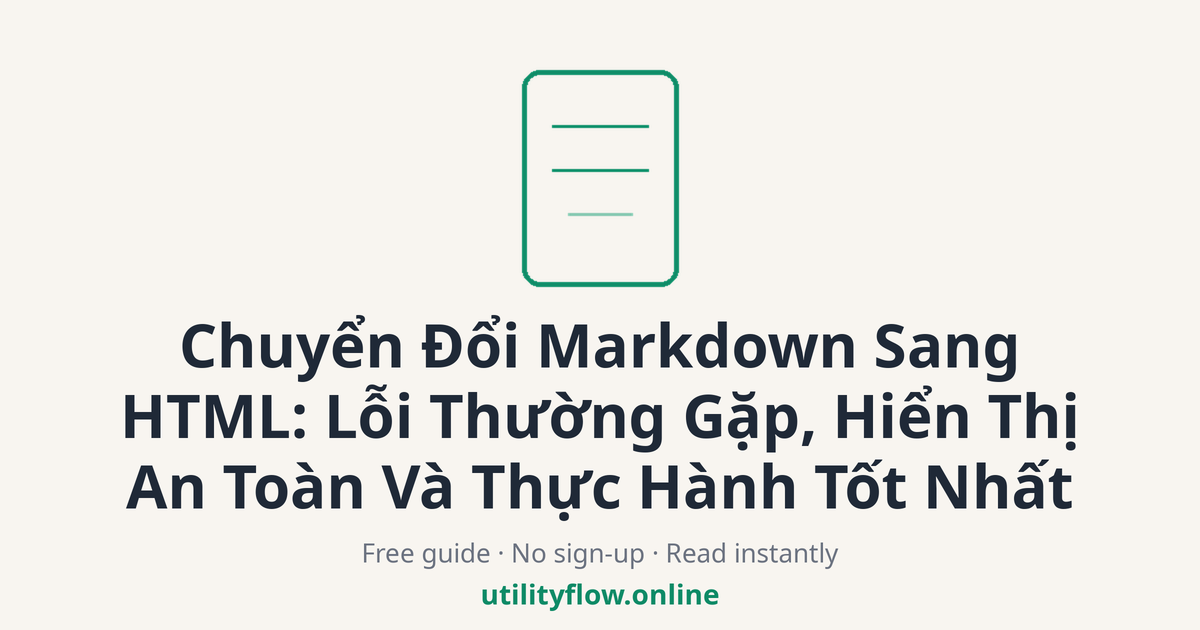 Chuyển Đổi Markdown Sang
HTML: Lỗi Thường Gặp, Hiển Thị
An Toàn Và Thực Hành Tốt Nhất
Free guide · No sign-up · Read instantly
utilityflow.online